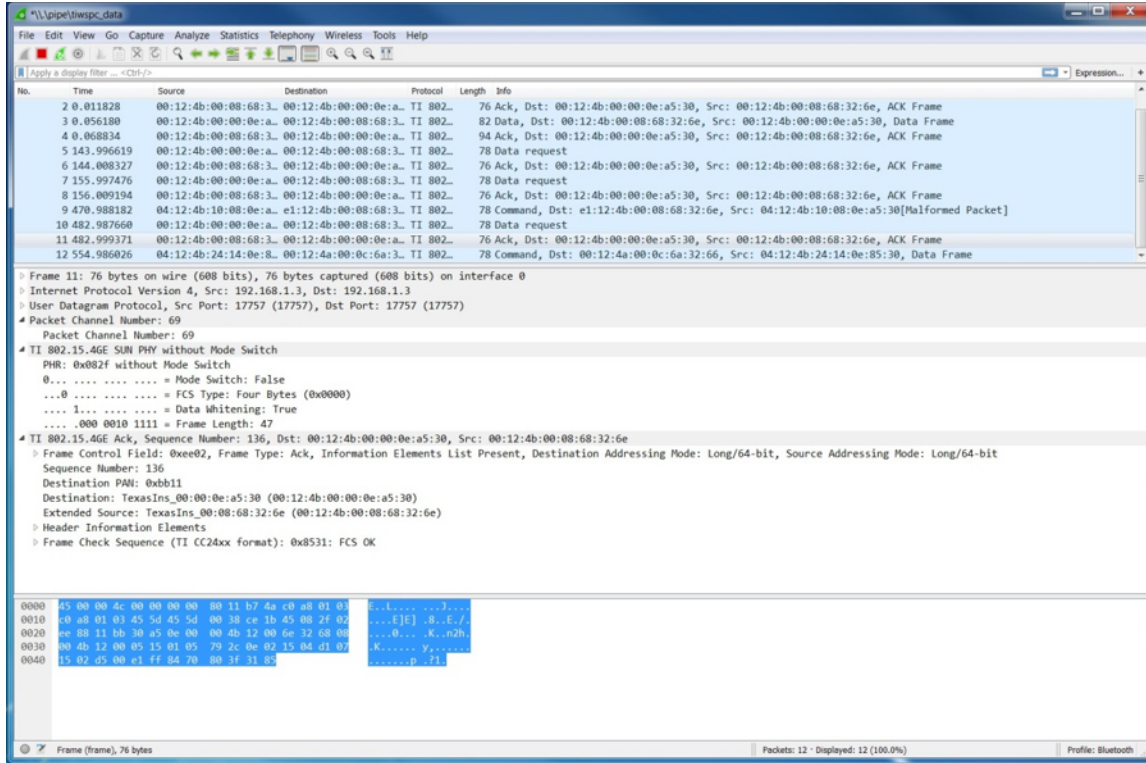 *\\.\pipe\tiwspc_data
File Edit View Go Capture Analyze Statistics Telephony Wireless Tools Help
Apply a display filter ... <Ctrl-/> Expression... +
No. Time Source Destination Protocol Length Info
2 0.011828 00:12:4b:00:08:68:3… 00:12:4b:00:00:0e:a… TI 802… 76 Ack, Dst: 00:12:4b:00:00:0e:a5:30, Src: 00:12:4b:00:08:68:32:6e, ACK Frame
3 0.056180 00:12:4b:00:00:0e:a… 00:12:4b:00:08:68:3… TI 802… 82 Data, Dst: 00:12:4b:00:08:68:32:6e, Src: 00:12:4b:00:00:0e:a5:30, Data Frame
4 0.068834 00:12:4b:00:08:68:3… 00:12:4b:00:00:0e:a… TI 802… 94 Ack, Dst: 00:12:4b:00:00:0e:a5:30, Src: 00:12:4b:00:08:68:32:6e, ACK Frame
5 143.996619 00:12:4b:00:00:0e:a… 00:12:4b:00:08:68:3… TI 802… 78 Data request
6 144.008327 00:12:4b:00:08:68:3… 00:12:4b:00:00:0e:a… TI 802… 76 Ack, Dst: 00:12:4b:00:00:0e:a5:30, Src: 00:12:4b:00:08:68:32:6e, ACK Frame
7 155.997476 00:12:4b:00:00:0e:a… 00:12:4b:00:08:68:3… TI 802… 78 Data request
8 156.009194 00:12:4b:00:08:68:3… 00:12:4b:00:00:0e:a… TI 802… 76 Ack, Dst: 00:12:4b:00:00:0e:a5:30, Src: 00:12:4b:00:08:68:32:6e, ACK Frame
9 470.988182 04:12:4b:10:08:0e:a… e1:12:4b:00:08:68:3… TI 802… 78 Command, Dst: e1:12:4b:00:08:68:32:6e, Src: 04:12:4b:10:08:0e:a5:30[Malformed Packet]
10 482.987660 00:12:4b:00:00:0e:a… 00:12:4b:00:08:68:3… TI 802… 78 Data request
11 482.999371 00:12:4b:00:08:68:3… 00:12:4b:00:00:0e:a… TI 802… 76 Ack, Dst: 00:12:4b:00:00:0e:a5:30, Src: 00:12:4b:00:08:68:32:6e, ACK Frame
12 554.986026 04:12:4b:24:14:0e:8… 00:12:4a:00:0c:6a:3… TI 802… 78 Command, Dst: 00:12:4a:00:0c:6a:32:66, Src: 04:12:4b:24:14:0e:85:30, Data Frame
Frame 11: 76 bytes on wire (608 bits), 76 bytes captured (608 bits) on interface 0
Internet Protocol Version 4, Src: 192.168.1.3, Dst: 192.168.1.3
User Datagram Protocol, Src Port: 17757 (17757), Dst Port: 17757 (17757)
Packet Channel Number: 69
Packet Channel Number: 69
TI 802.15.4GE SUN PHY without Mode Switch
PHR: 0x082f without Mode Switch
0... .... .... .... = Mode Switch: False
...0 .... .... .... = FCS Type: Four Bytes (0x0000)
.... 1... .... .... = Data Whitening: True
.... .000 0010 1111 = Frame Length: 47
TI 802.15.4GE Ack, Sequence Number: 136, Dst: 00:12:4b:00:00:0e:a5:30, Src: 00:12:4b:00:08:68:32:6e
Frame Control Field: 0xee02, Frame Type: Ack, Information Elements List Present, Destination Addressing Mode: Long/64-bit, Source Addressing Mode: Long/64-bit
Sequence Number: 136
Destination PAN: 0xbb11
Destination: TexasIns_00:00:0e:a5:30 (00:12:4b:00:00:0e:a5:30)
Extended Source: TexasIns_00:08:68:32:6e (00:12:4b:00:08:68:32:6e)
Header Information Elements
Frame Check Sequence (TI CC24xx format): 0x8531: FCS OK
0000 45 00 00 4c 00 00 00 00 80 11 b7 4a c0 a8 01 03 E..L.... ...J....
0010 c0 a8 01 03 45 5d 45 5d 00 38 ce 1b 45 08 2f 02 ....E]E] .8..E./.
0020 ee 88 11 bb 30 a5 0e 00 00 4b 12 00 6e 32 68 08 ....0... .K..n2h.
0030 00 4b 12 00 05 15 01 05 79 2c 0e 02 15 04 d1 07 .K...... y,......
0040 15 02 d5 00 e1 ff 84 70 80 3f 31 85 .......p .?1.
Frame (frame), 76 bytes Packets: 12 · Displayed: 12 (100.0%) Profile: Bluetooth